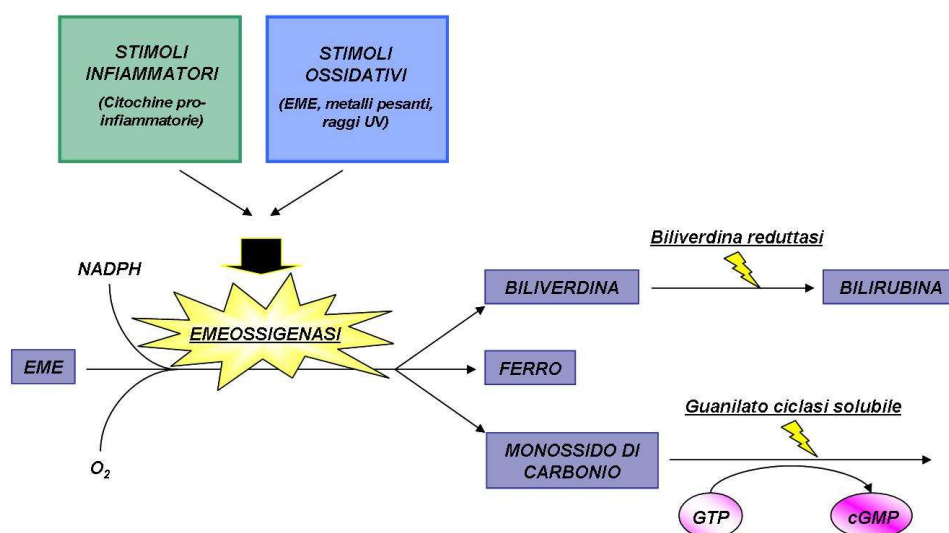 STIMOLI
INFIAMMATORI
(Citochine pro-
infiammatorie)
STIMOLI
OSSIDATIVI
(EME, metalli pesanti,
raggi UV)
NADPH
EMEOSSIGENASI
EME
O2
BILIVERDINA
Biliverdina reduttasi
BILIRUBINA
FERRO
MONOSSIDO DI
CARBONIO
Guanilato ciclasi solubile
GTP
cGMP